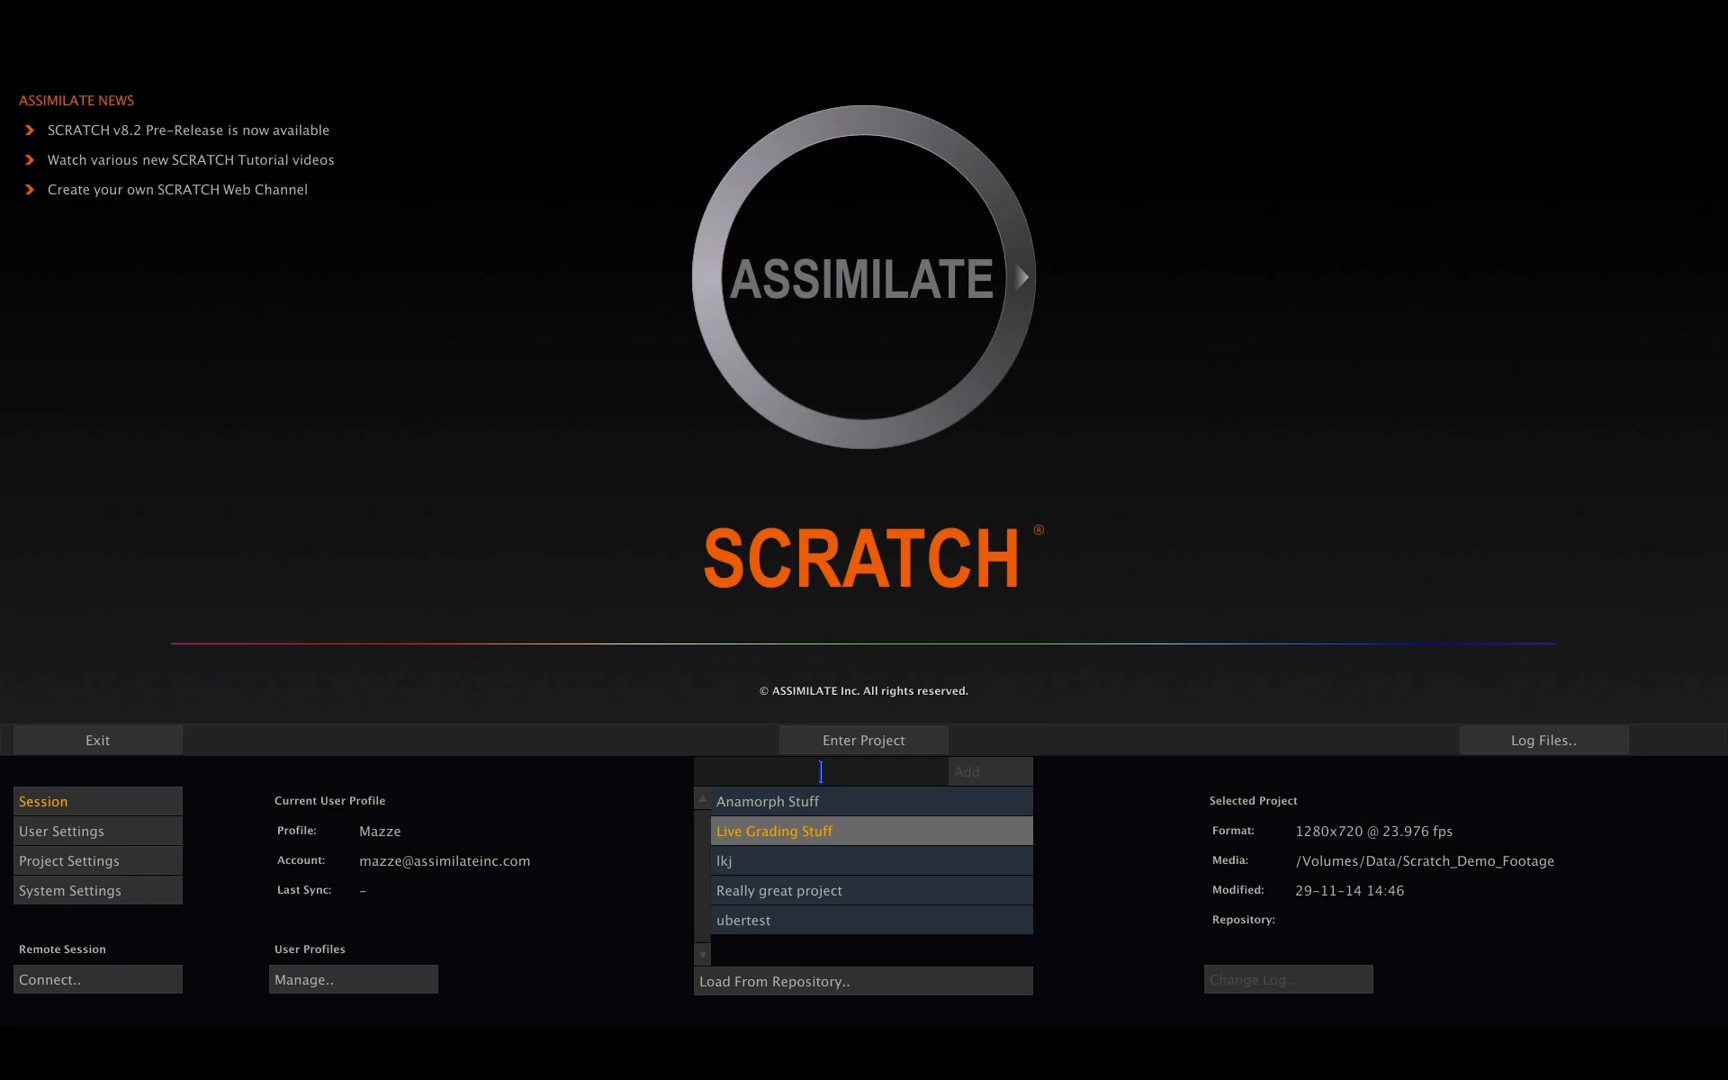 ASSIMILATE NEWS
SCRATCH v8.2 Pre-Release is now available
Watch various new SCRATCH Tutorial videos
Create your own SCRATCH Web Channel
ASSIMILATE
SCRATCH ®
© ASSIMILATE Inc. All rights reserved.
Exit
Enter Project
Log Files..
Add
Session
User Settings
Project Settings
System Settings
Remote Session
Connect..
Current User Profile
Profile: Mazze
Account: mazze@assimilateinc.com
Last Sync: –
User Profiles
Manage..
Anamorph Stuff
Live Grading Stuff
lkj
Really great project
ubertest
Load From Repository..
Selected Project
Format: 1280x720 @ 23.976 fps
Media: /Volumes/Data/Scratch_Demo_Footage
Modified: 29-11-14 14:46
Repository:
Change Log..